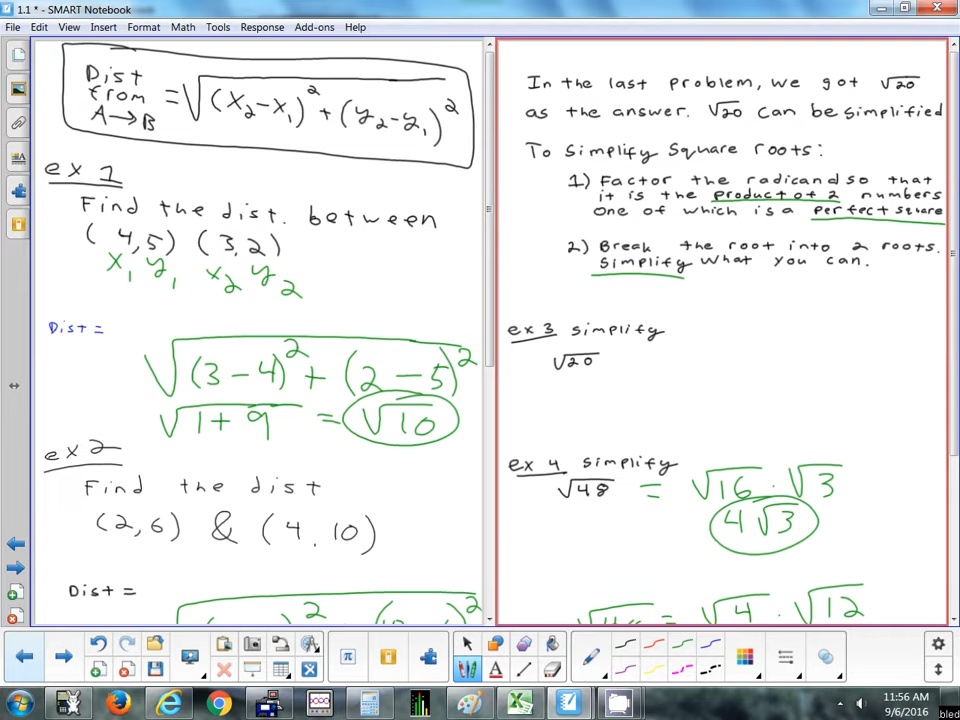 1.1 * - SMART Notebook
File Edit View Insert Format Math Tools Response Add-ons Help
Dist
from
A→B
= √(x₂-x₁)² + (y₂-y₁)²
ex 1
Find the dist. between
(4,5) (3,2)
x₁ y₁ x₂ y₂
Dist =
√(3-4)² + (2-5)²
√1+9 = √10
ex 2
Find the dist
(2,6) & (4.10)
Dist =
In the last problem, we got √20
as the answer. √20 can be simplified
To Simplify Square roots:
1) Factor the radicand so that
it is the product of 2 numbers
one of which is a perfect square
2) Break the root into 2 roots.
Simplify what you can.
ex 3 simplify
√20
ex 4 simplify
√48 = √16 · √3
4√3
√48 = √4 · √12
11:56 AM
9/6/2016
bled